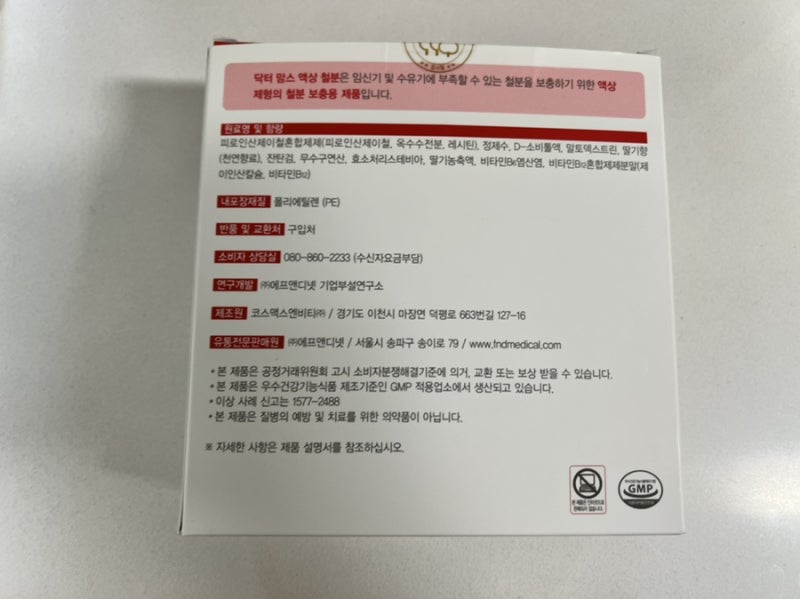 닥터 맘스 액상 철분은 임신기 및 수유기에 부족할 수 있는 철분을 보충하기 위한 액상
제형의 철분 보충용 제품입니다.
원료명 및 함량
피로인산제이철혼합제제(피로인산제이철, 옥수수전분, 레시틴), 정제수, D-소비톨액, 말토덱스트린, 딸기향
(천연향료), 잔탄검, 무수구연산, 효소처리스테비아, 딸기농축액, 비타민B6염산염, 비타민B12혼합제제분말(제
이인산칼슘, 비타민B12)
내포장재질 폴리에틸렌 (PE)
반품 및 교환처 구입처
소비자 상담실 080-860-2233 (수신자요금부담)
연구개발 ㈜에프앤디넷 기업부설연구소
제조원 코스맥스엔비티㈜ / 경기도 이천시 마장면 덕평로 663번길 127-16
유통전문판매원 ㈜에프앤디넷 / 서울시 송파구 송이로 79 / www.fndmedical.com
• 본 제품은 공정거래위원회 고시 소비자분쟁해결기준에 의거, 교환 또는 보상 받을 수 있습니다.
• 본 제품은 우수건강기능식품 제조기준인 GMP 적용업소에서 생산되고 있습니다.
• 이상 사례 신고는 1577-2488
• 본 제품은 질병의 예방 및 치료를 위한 의약품이 아닙니다.
※ 자세한 사항은 제품 설명서를 참조하십시오.
본 제품은 인터넷으로
판매되지 않습니다.
GMP